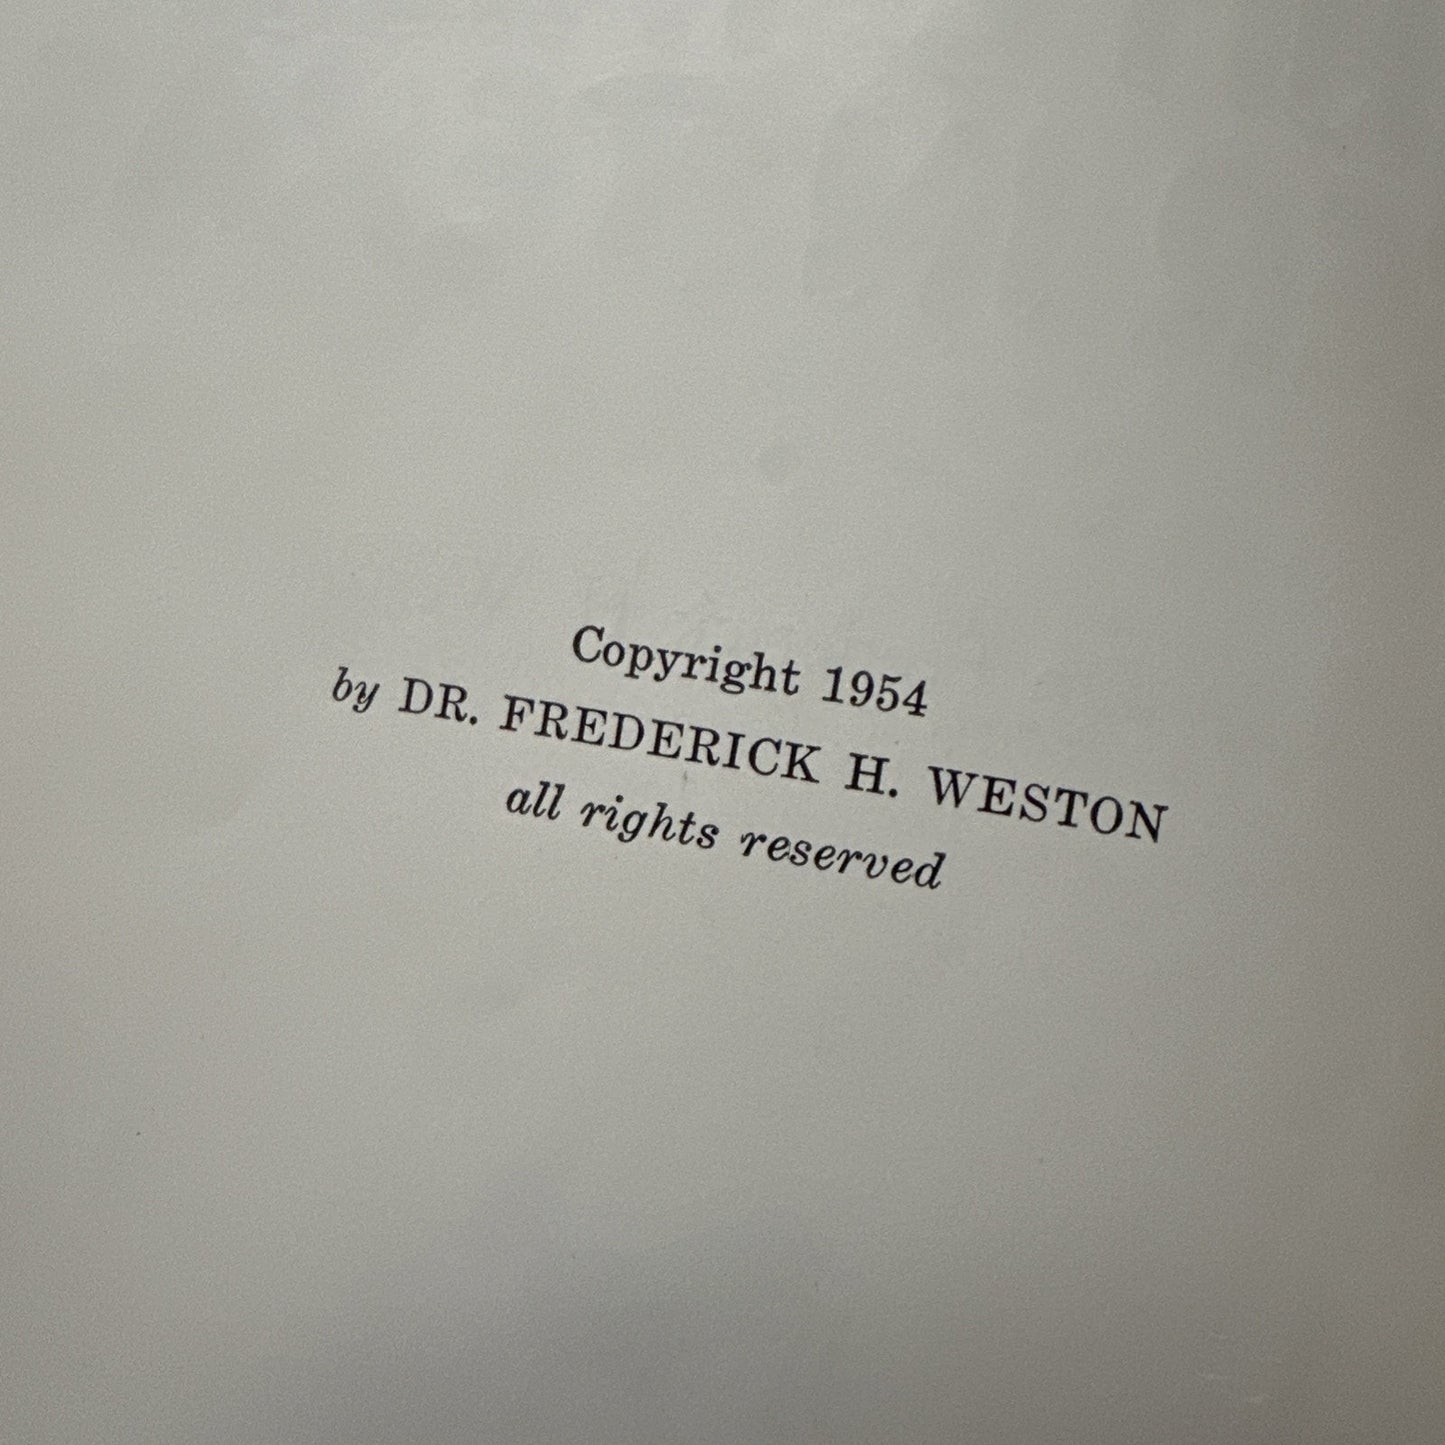 Copyright 1954
by DR. FREDERICK H. WESTON
all rights reserved